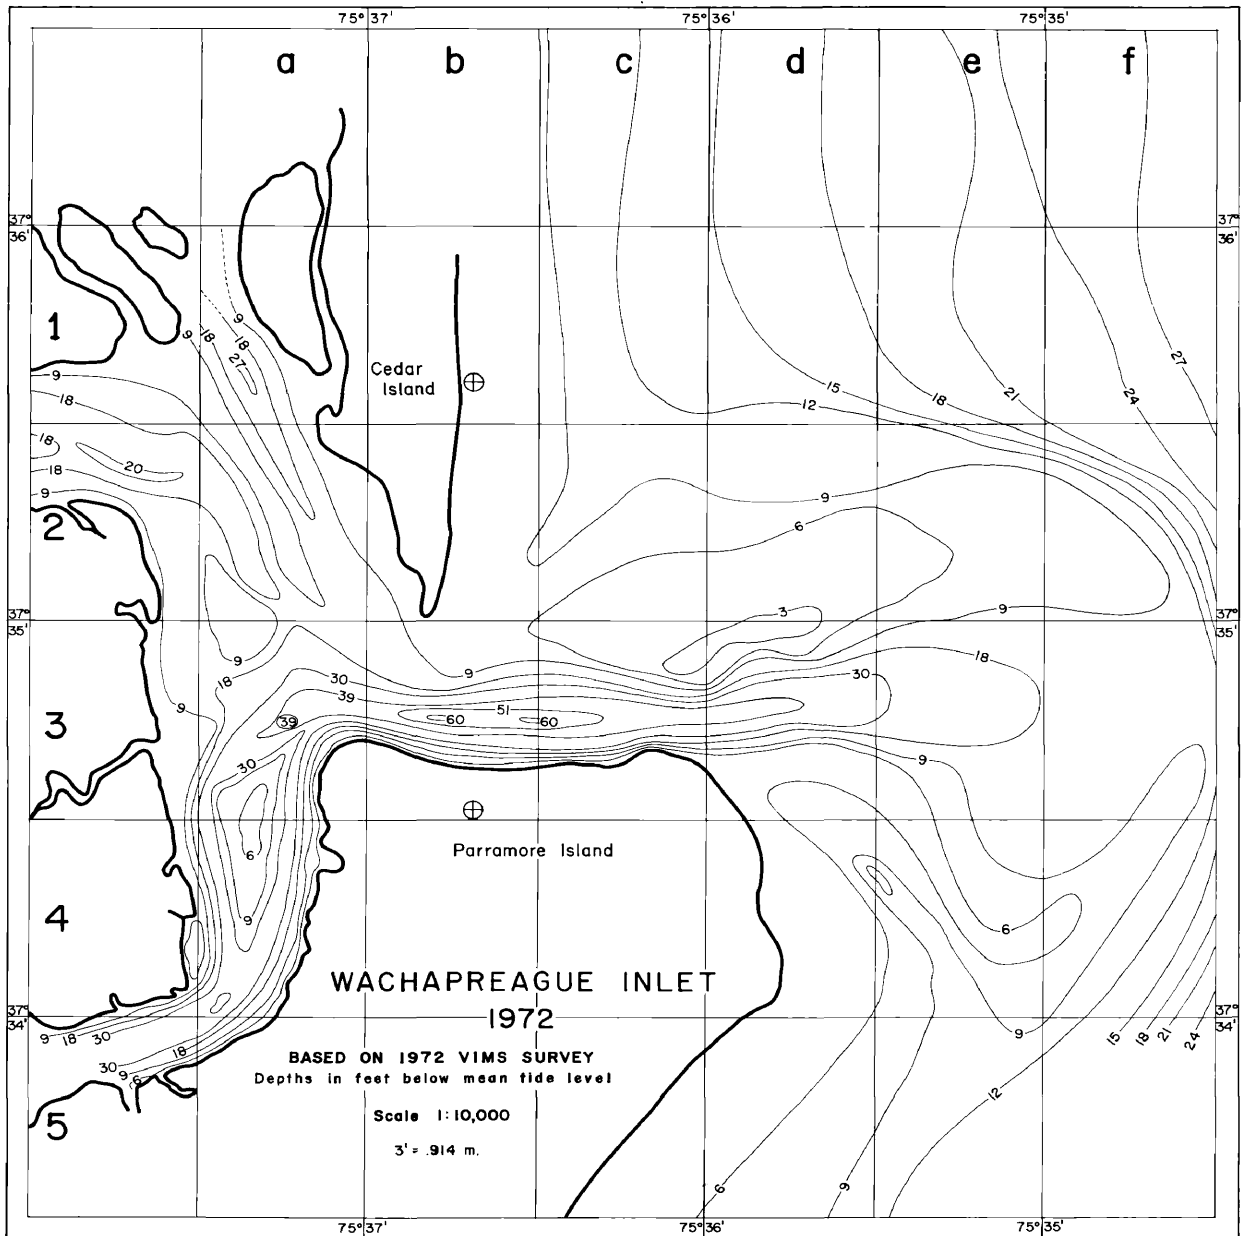 75°37' 75°36' 75°35'
a b c d e f
37° 36' 37° 36'
1
9 18 27 9 18
Cedar Island
9 18 15 12 18 21 24 27
18 20 18 9
2
9 6
37° 35' 37° 35'
3 9
9 18 9 30 39 51 60 60 39 18 30
9
3
30 9
6
Parramore Island
4
9 6
WACHAPREAGUE INLET
1972
37° 34' 37° 34'
9 18 30 30 9 6 18
9 15 18 21 24
BASED ON 1972 VIMS SURVEY
Depths in feet below mean tide level
12
Scale 1:10,000
5
3' = .914 m.
6 9
75°37' 75°36' 75°35'